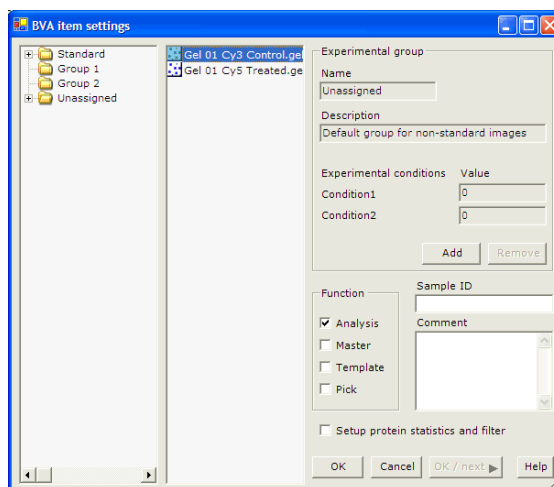 BVA item settings
Standard
Group 1
Group 2
Unassigned
Gel 01 Cy3 Control.gel
Gel 01 Cy5 Treated.ge
Experimental group
Name
Unassigned
Description
Default group for non-standard images
Experimental conditions Value
Condition1 0
Condition2 0
Add Remove
Function
Analysis
Master
Template
Pick
Sample ID
Comment
Setup protein statistics and filter
OK Cancel OK / next Help